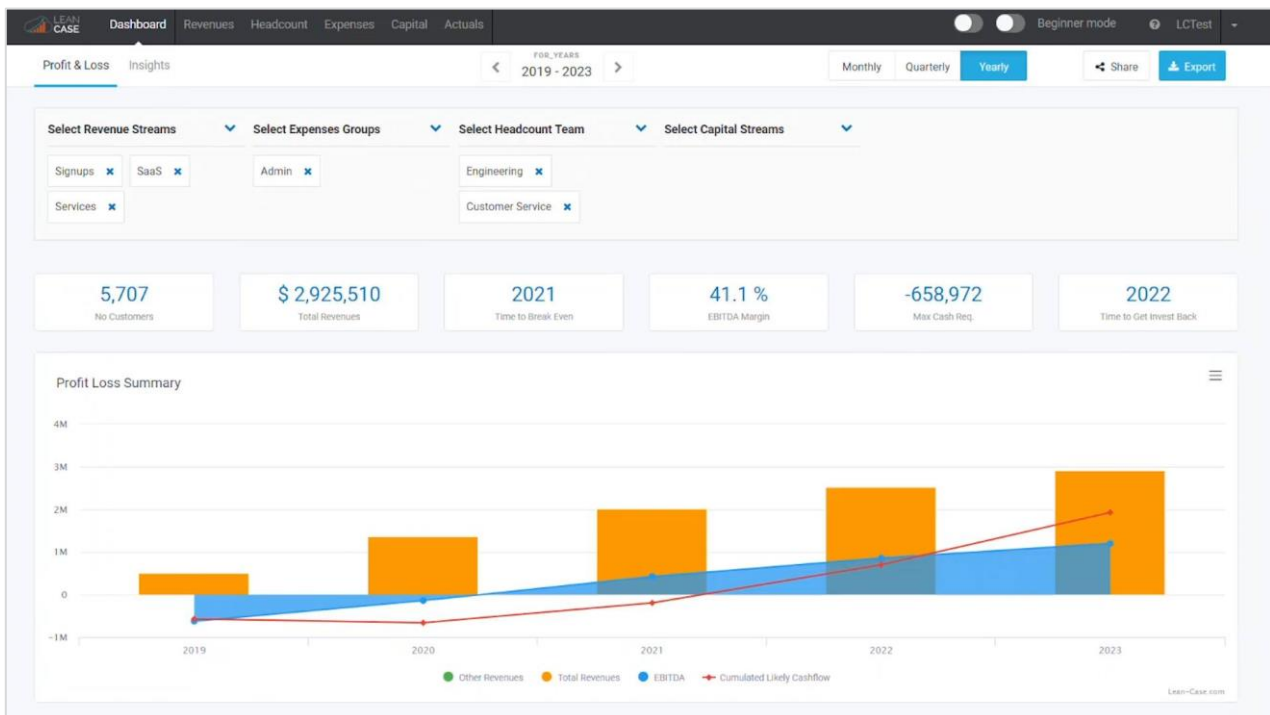 LEAN
CASE
Dashboard Revenues Headcount Expenses Capital Actuals
Beginner mode
LCTest
Profit & Loss Insights
FOR_YEARS
2019 - 2023
Monthly Quarterly Yearly
Share
Export
Select Revenue Streams Select Expenses Groups Select Headcount Team Select Capital Streams
Signups SaaS Admin Engineering
Services Customer Service
5,707 $ 2,925,510 2021 41.1 % -658,972 2022
No Customers Total Revenues Time to Break Even EBITDA Margin Max Cash Req. Time to Get Invest Back
Profit Loss Summary
4M
3M
2M
1M
0
-1M
2019 2020 2021 2022 2023
Other Revenues Total Revenues EBITDA Cumulated Likely Cashflow
Lean-Case.com